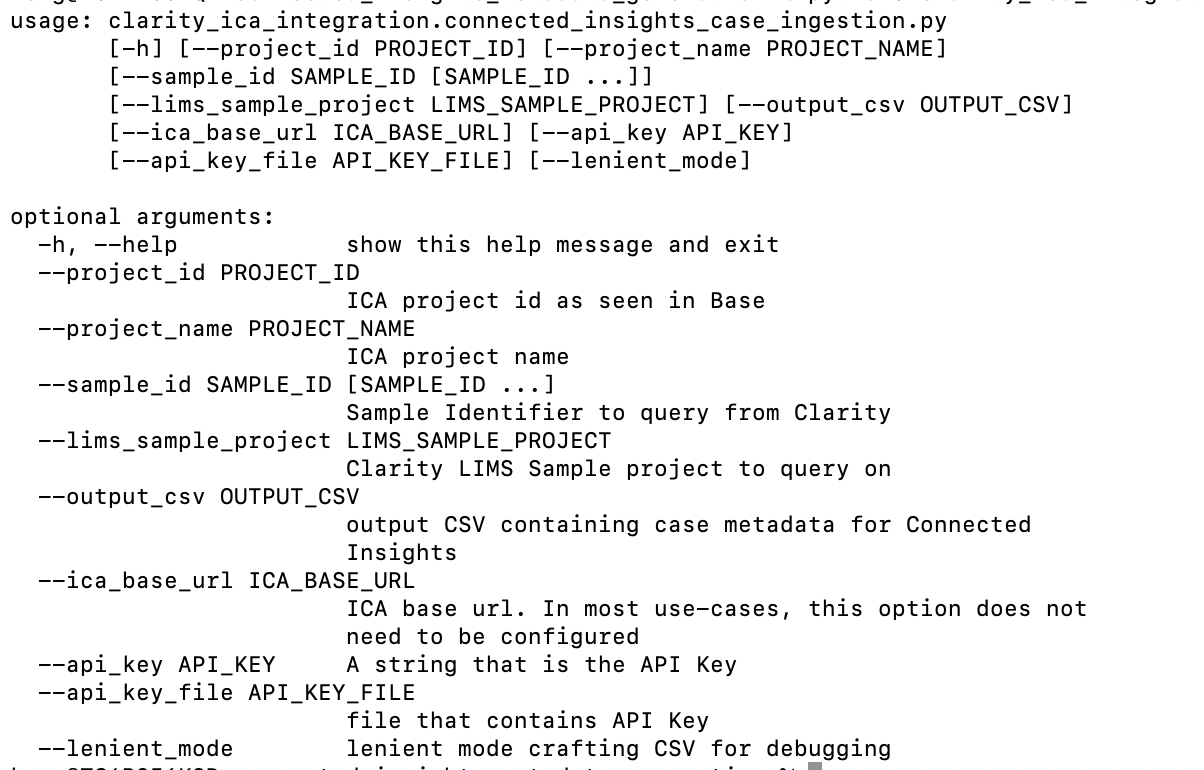 usage: clarity_ica_integration.connected_insights_case_ingestion.py
[-h] [--project_id PROJECT_ID] [--project_name PROJECT_NAME]
[--sample_id SAMPLE_ID [SAMPLE_ID ...]]
[--lims_sample_project LIMS_SAMPLE_PROJECT] [--output_csv OUTPUT_CSV]
[--ica_base_url ICA_BASE_URL] [--api_key API_KEY]
[--api_key_file API_KEY_FILE] [--lenient_mode]
optional arguments:
-h, --help show this help message and exit
--project_id PROJECT_ID
ICA project id as seen in Base
--project_name PROJECT_NAME
ICA project name
--sample_id SAMPLE_ID [SAMPLE_ID ...]
Sample Identifier to query from Clarity
--lims_sample_project LIMS_SAMPLE_PROJECT
Clarity LIMS Sample project to query on
--output_csv OUTPUT_CSV
output CSV containing case metadata for Connected
Insights
--ica_base_url ICA_BASE_URL
ICA base url. In most use-cases, this option does not
need to be configured
--api_key API_KEY A string that is the API Key
--api_key_file API_KEY_FILE
file that contains API Key
--lenient_mode lenient mode crafting CSV for debugging